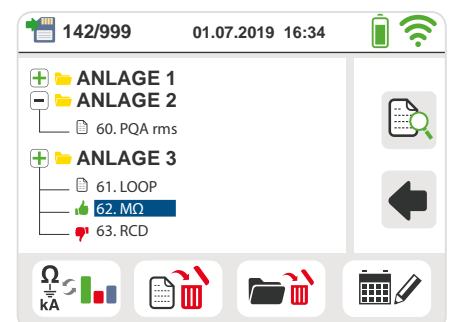 142/999 01.07.2019 16:34
ANLAGE 1
ANLAGE 2
60. PQA rms
ANLAGE 3
61. LOOP
62. MΩ
63. RCD
Ω
kA